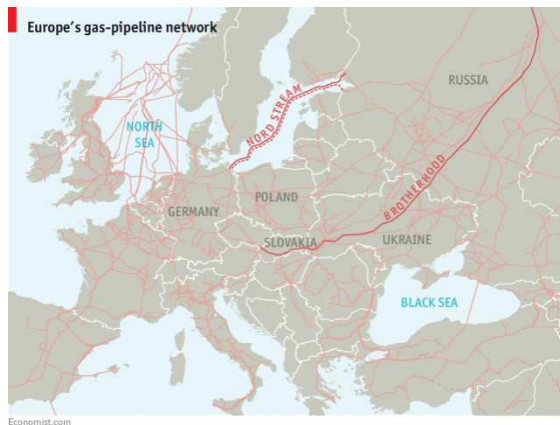 Europe's gas-pipeline network
RUSSIA
NORD STREAM
NORTH
SEA
BROTHERHOOD
POLAND
GERMANY
SLOVAKIA
UKRAINE
BLACK SEA
Economist.com